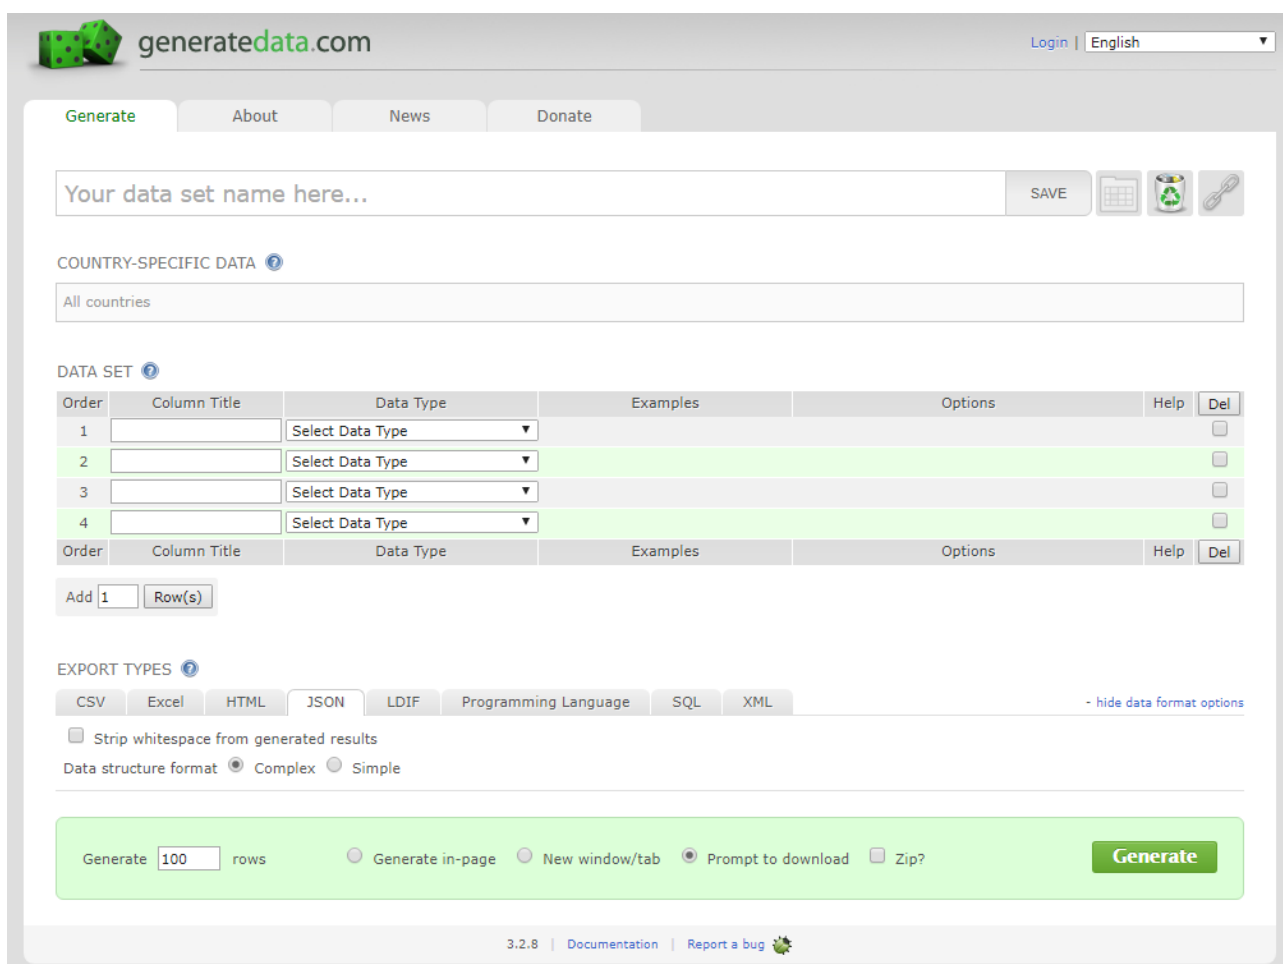 generatedata.com
Login | English
Generate About News Donate
Your data set name here... SAVE
COUNTRY-SPECIFIC DATA ?
All countries
DATA SET ?
Order Column Title Data Type Examples Options Help Del
1 Select Data Type
2 Select Data Type
3 Select Data Type
4 Select Data Type
Order Column Title Data Type Examples Options Help Del
Add 1 Row(s)
EXPORT TYPES ?
CSV Excel HTML JSON LDIF Programming Language SQL XML - hide data format options
Strip whitespace from generated results
Data structure format Complex Simple
Generate 100 rows Generate in-page New window/tab Prompt to download Zip? Generate
3.2.8 | Documentation | Report a bug